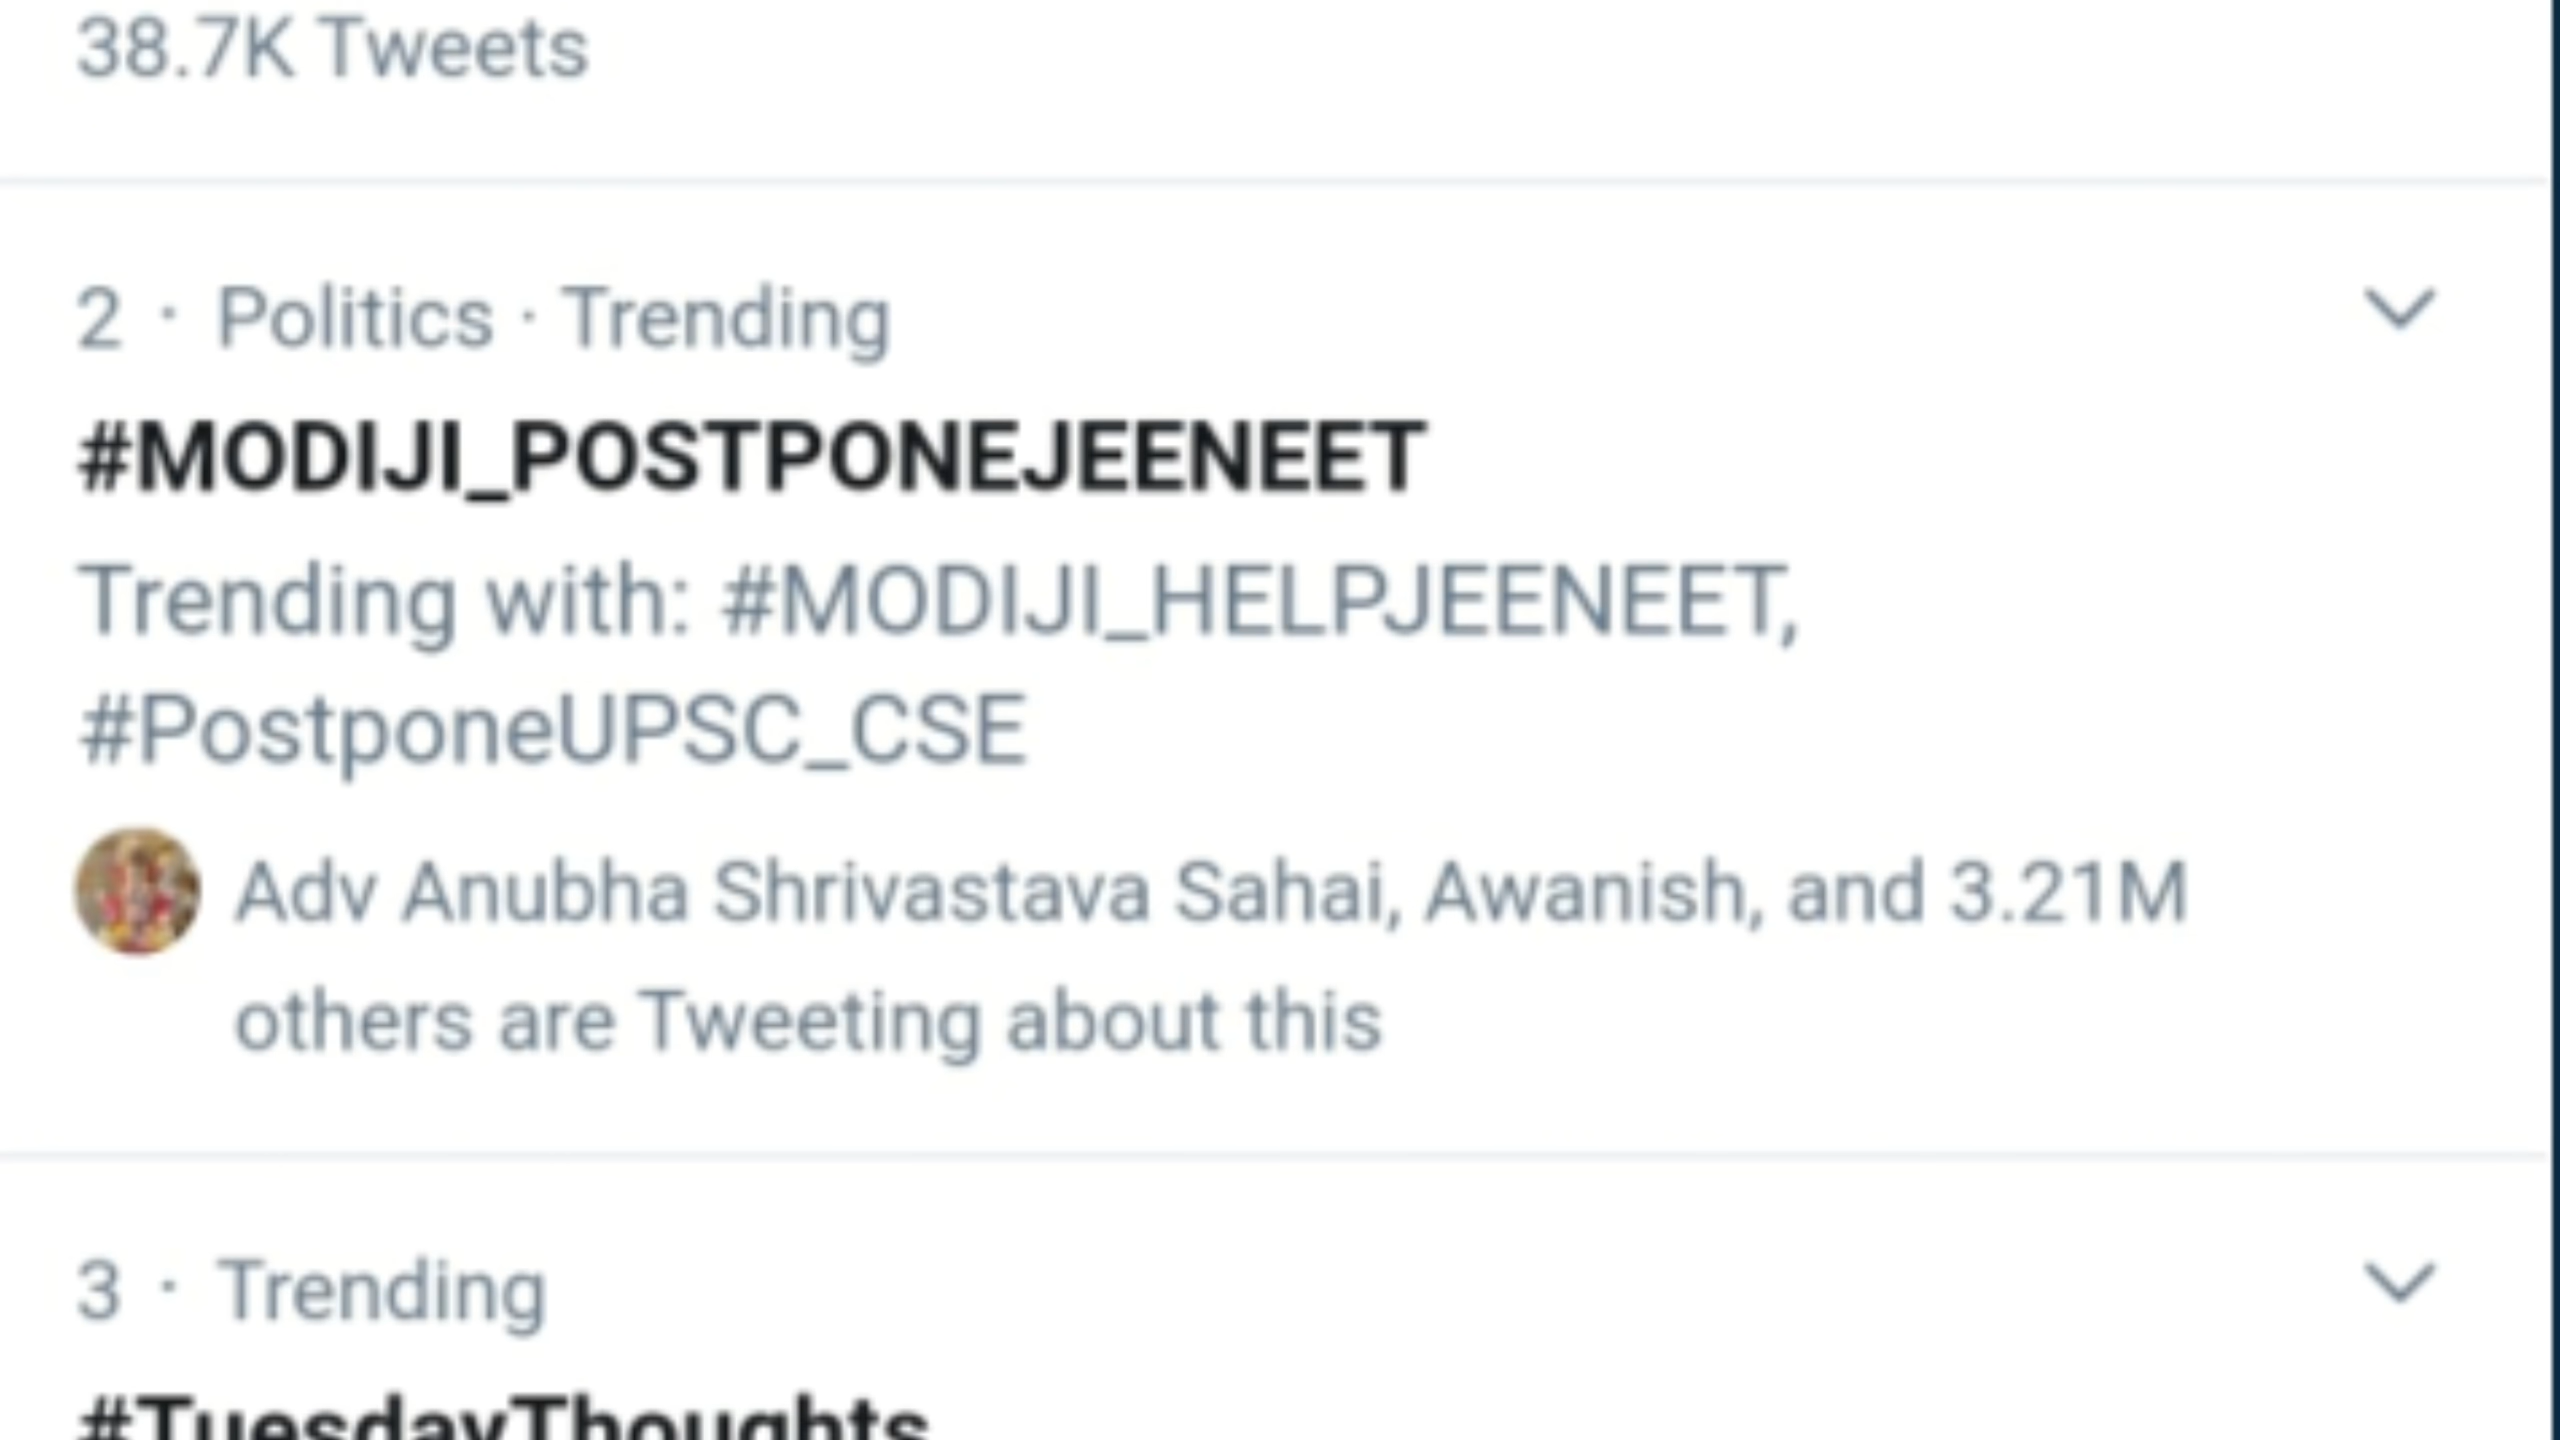 38.7K Tweets
2 · Politics · Trending
#MODIJI_POSTPONEJEENEET
Trending with: #MODIJI_HELPJEENEET,
#PostponeUPSC_CSE
Adv Anubha Shrivastava Sahai, Awanish, and 3.21M
others are Tweeting about this
3 · Trending
#TuesdayThoughts